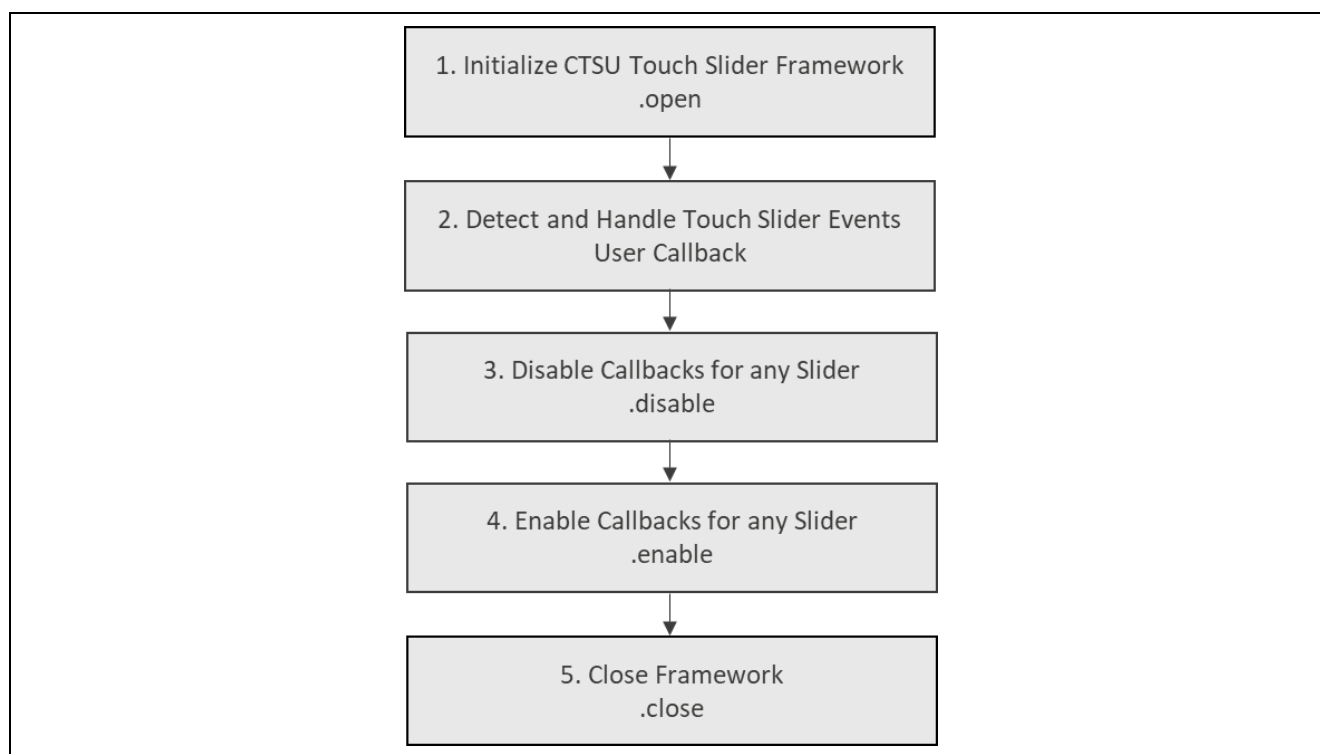 1. Initialize CTSU Touch Slider Framework
.open
2. Detect and Handle Touch Slider Events
User Callback
3. Disable Callbacks for any Slider
.disable
4. Enable Callbacks for any Slider
.enable
5. Close Framework
.close